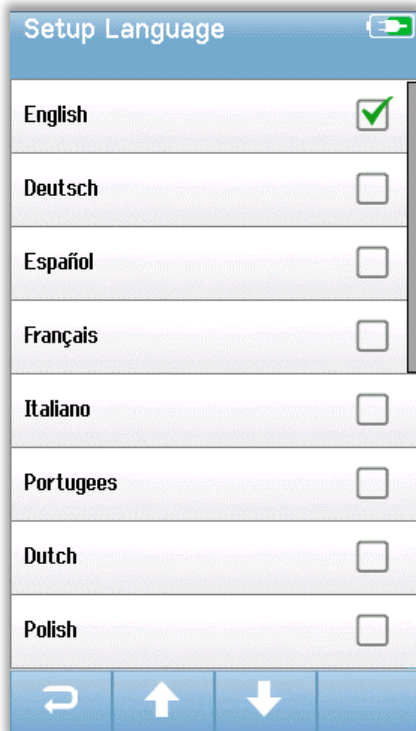 Setup Language
English
Deutsch
Español
Français
Italiano
Portugees
Dutch
Polish